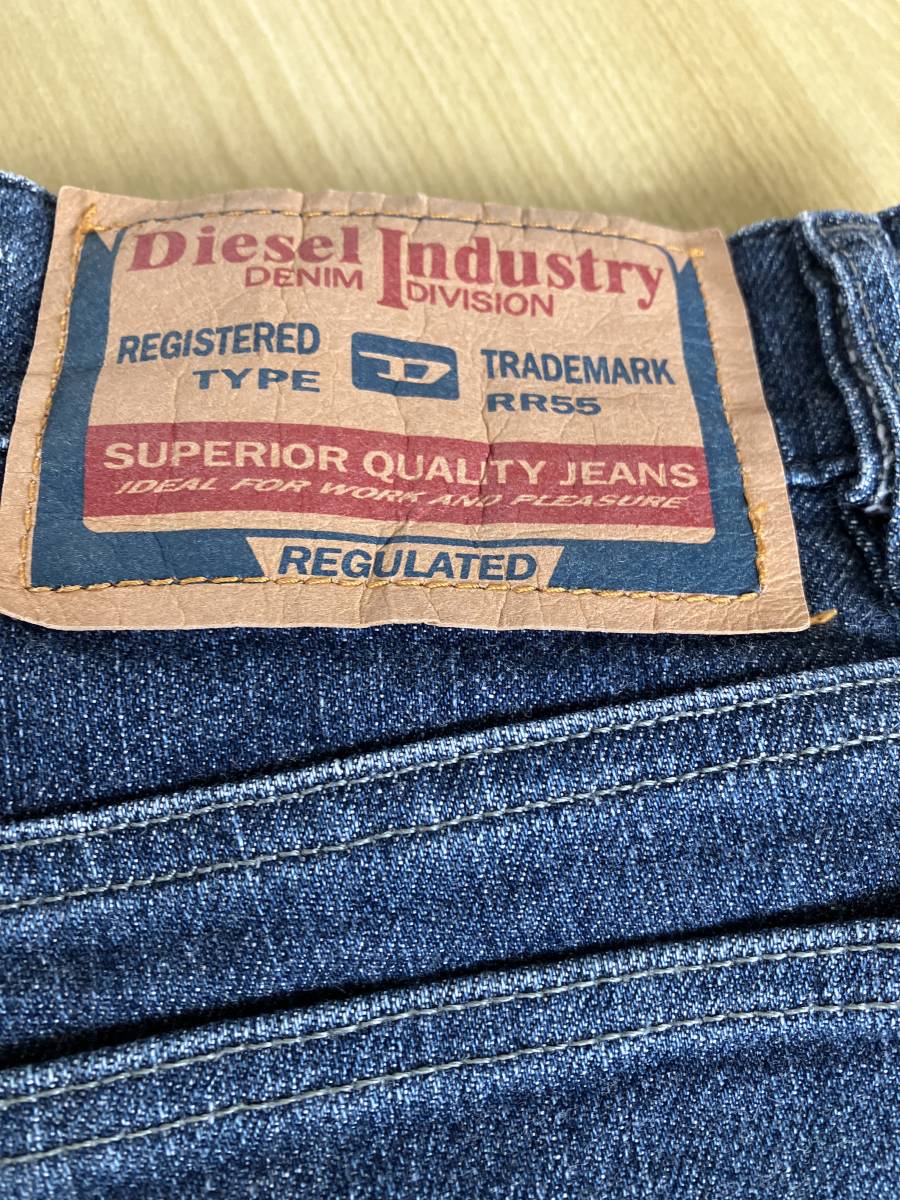 Diesel Industry
DENIM DIVISION
REGISTERED D TRADEMARK
TYPE RR55
SUPERIOR QUALITY JEANS
IDEAL FOR WORK AND PLEASURE
REGULATED